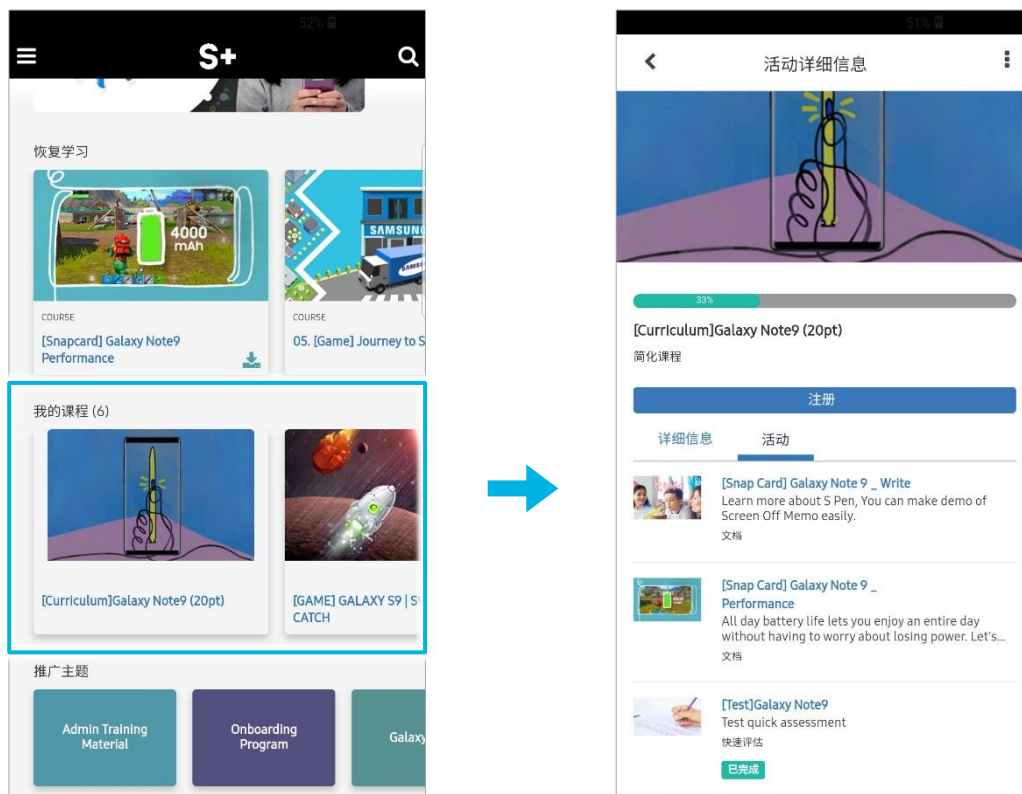 52%
S+
恢复学习
4000
mAh
SAMSUN
SAMS
COURSE
[Snapcard] Galaxy Note9
Performance
COURSE
05. [Game] Journey to S
我的课程 (6)
[Curriculum]Galaxy Note9 (20pt)
[GAME] GALAXY S9 | S
CATCH
推广主题
Admin Training
Material
Onboarding
Program
Galaxy
51%
活动详细信息
33%
[Curriculum]Galaxy Note9 (20pt)
简化课程
注册
详细信息
活动
[Snap Card] Galaxy Note 9 _ Write
Learn more about S Pen, You can make demo of
Screen Off Memo easily.
文档
[Snap Card] Galaxy Note 9 _
Performance
All day battery life lets you enjoy an entire day
without having to worry about losing power. Let's...
文档
[Test]Galaxy Note9
Test quick assessment
快速评估
已完成